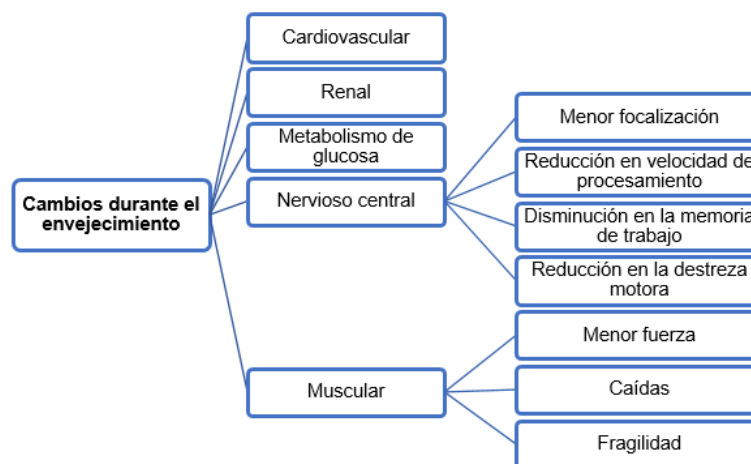 Cardiovascular
Renal
Metabolismo de
glucosa
Nervioso central
Cambios durante el
envejecimiento
Muscular
Menor focalización
Reducción en velocidad de
procesamiento
Disminución en la memoria
de trabajo
Reducción en la destreza
motora
Menor fuerza
Caídas
Fragilidad